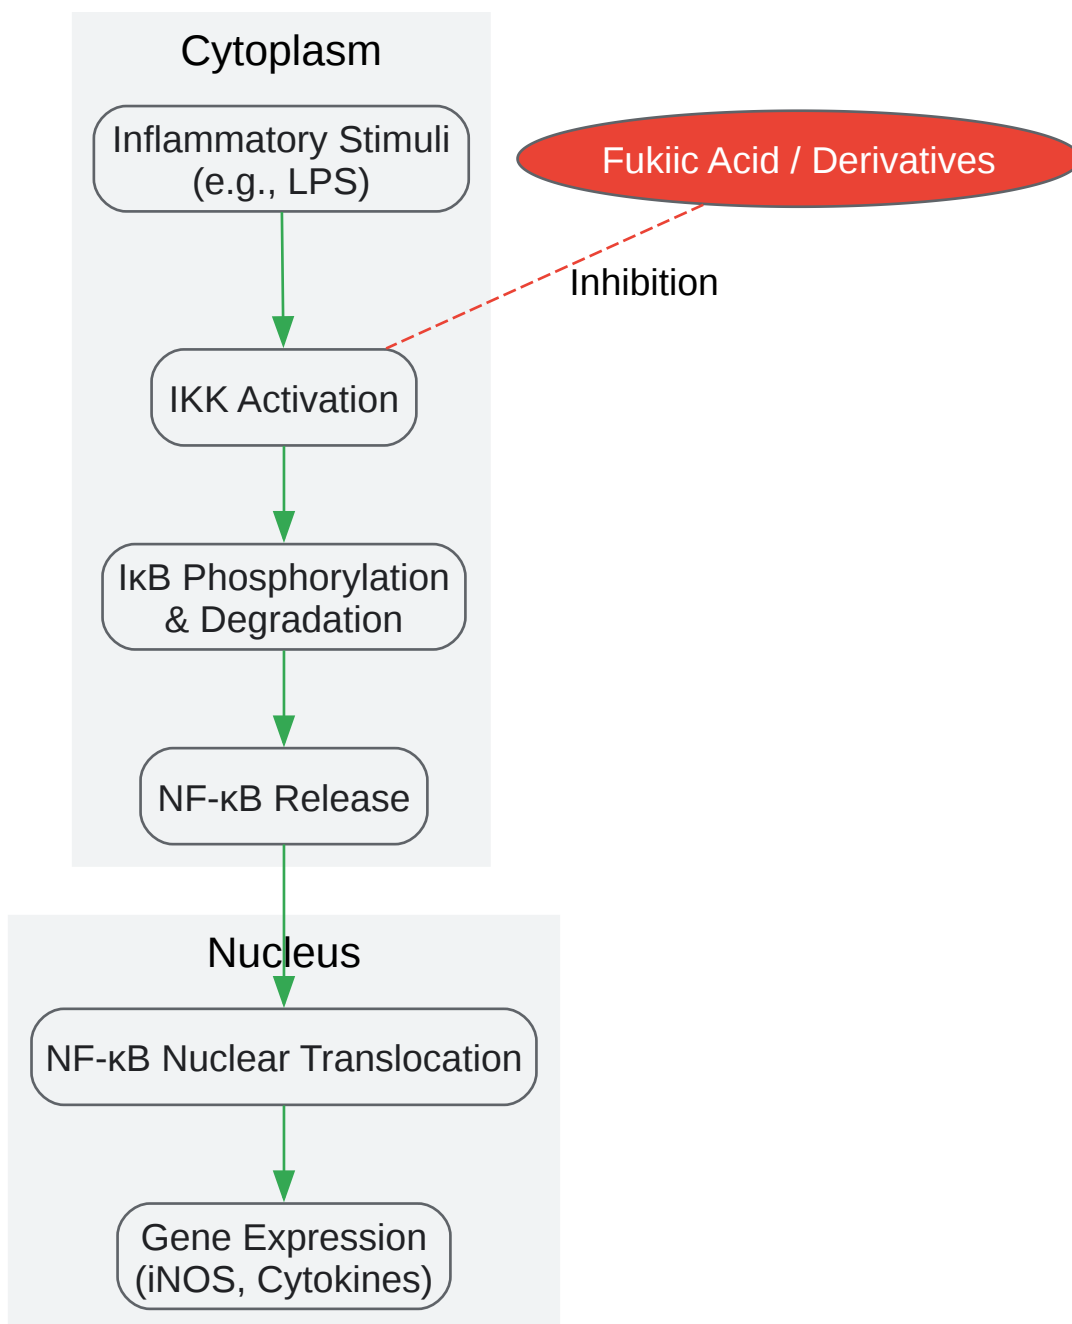 Cytoplasm
Inflammatory Stimuli
(e.g., LPS)
Fukiic Acid / Derivatives
Inhibition
IKK Activation
IκB Phosphorylation
& Degradation
NF-κB Release
Nucleus
NF-κB Nuclear Translocation
Gene Expression
(iNOS, Cytokines)